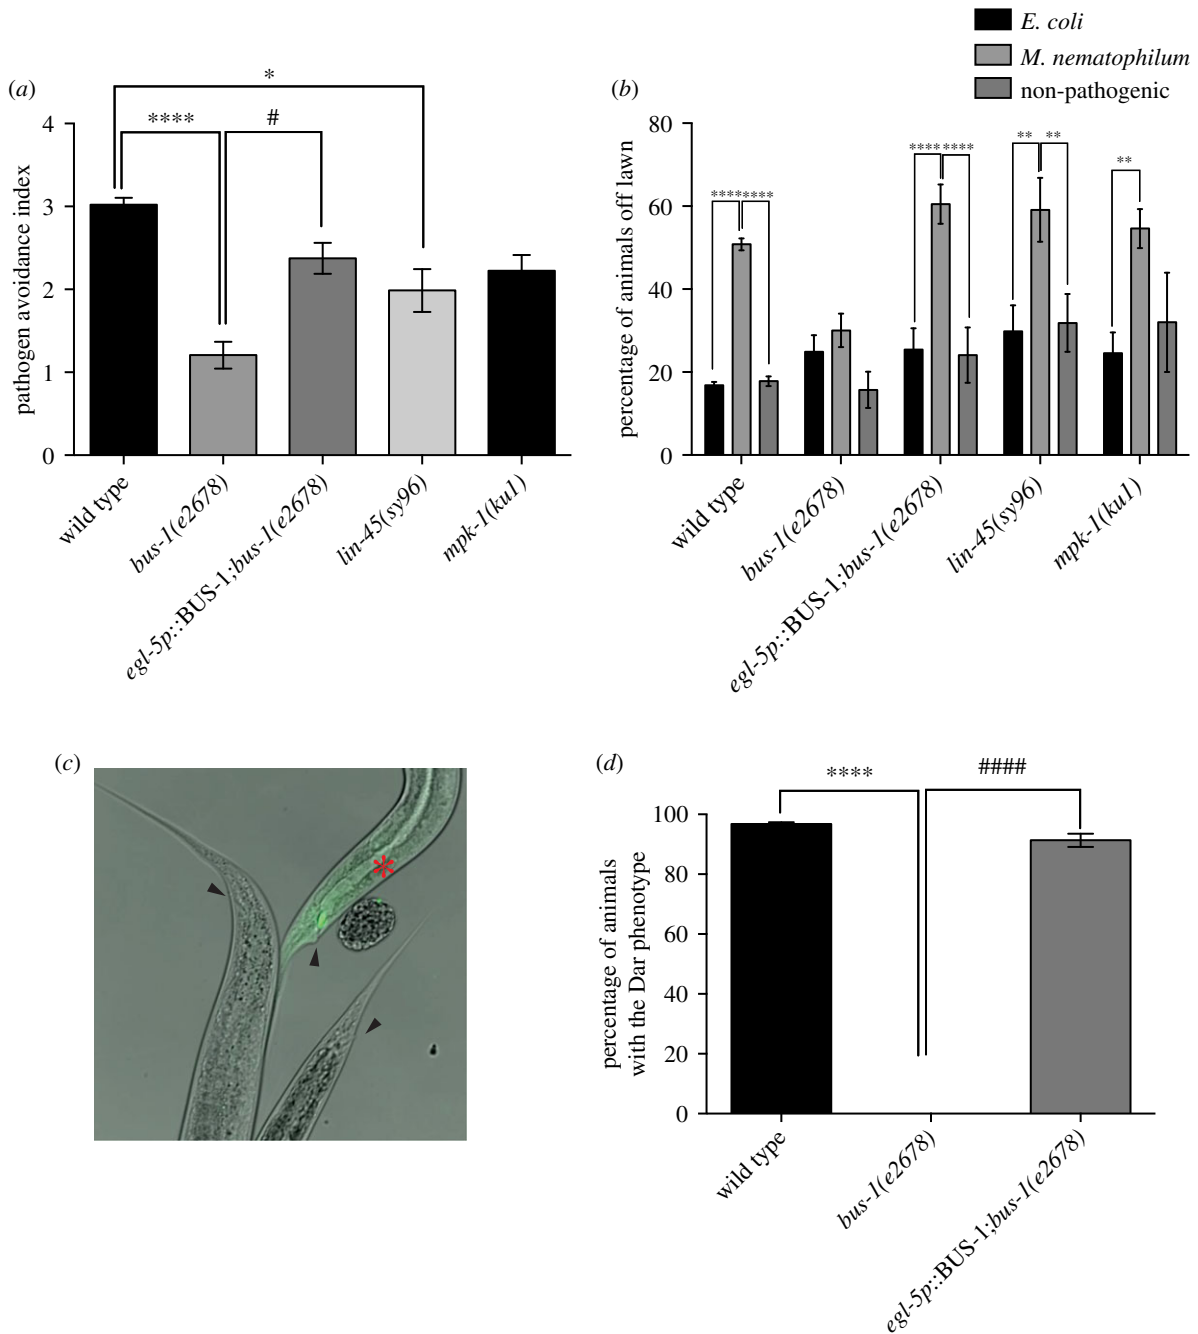 E. coli
M. nematophilum
non-pathogenic
(a)
*
****
#
4
3
2
1
0
pathogen avoidance index
wild type
bus-1(e2678)
egl-5p::BUS-1;bus-1(e2678)
lin-45(sy96)
mpk-1(ku1)
(b)
80
60
40
20
0
percentage of animals off lawn
**** ****
**** ****
** **
**
wild type
bus-1(e2678)
egl-5p::BUS-1;bus-1(e2678)
lin-45(sy96)
mpk-1(ku1)
(c)
*
(d)
****
####
100
80
60
40
20
0
percentage of animals
with the Dar phenotype
wild type
bus-1(e2678)
egl-5p::BUS-1;bus-1(e2678)